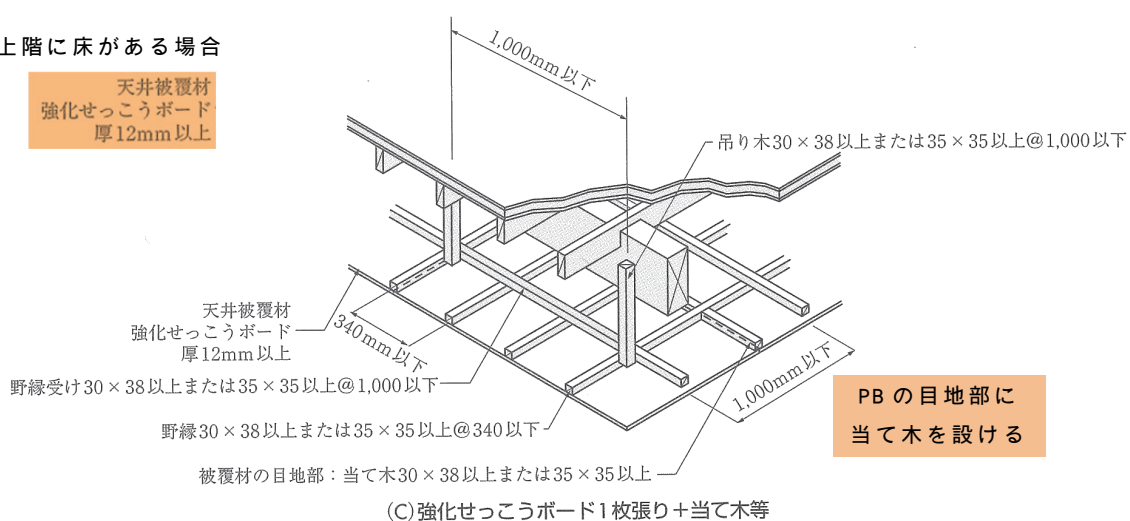 上階に床がある場合
天井被覆材
強化せっこうボード
厚12mm以上
1,000mm以下
吊り木30×38以上または35×35以上@1,000以下
天井被覆材
強化せっこうボード
厚12mm以上
340mm以下
野縁受け30×38以上または35×35以上@1,000以下
1,000mm以下
PBの目地部に
当て木を設ける
野縁30×38以上または35×35以上@340以下
被覆材の目地部：当て木30×38以上または35×35以上
(C)強化せっこうボード1枚張り＋当て木等